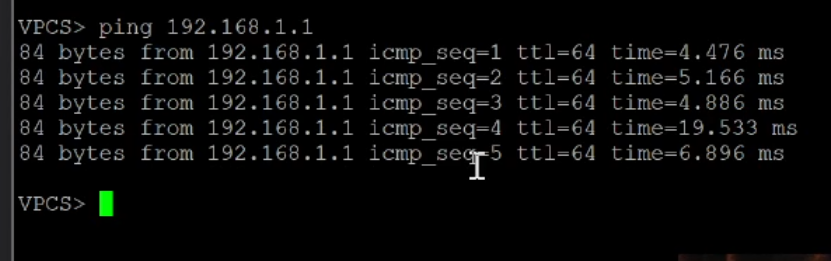 VPCS> ping 192.168.1.1
84 bytes from 192.168.1.1 icmp_seq=1 ttl=64 time=4.476 ms
84 bytes from 192.168.1.1 icmp_seq=2 ttl=64 time=5.166 ms
84 bytes from 192.168.1.1 icmp_seq=3 ttl=64 time=4.886 ms
84 bytes from 192.168.1.1 icmp_seq=4 ttl=64 time=19.533 ms
84 bytes from 192.168.1.1 icmp_seq=5 ttl=64 time=6.896 ms
VPCS>